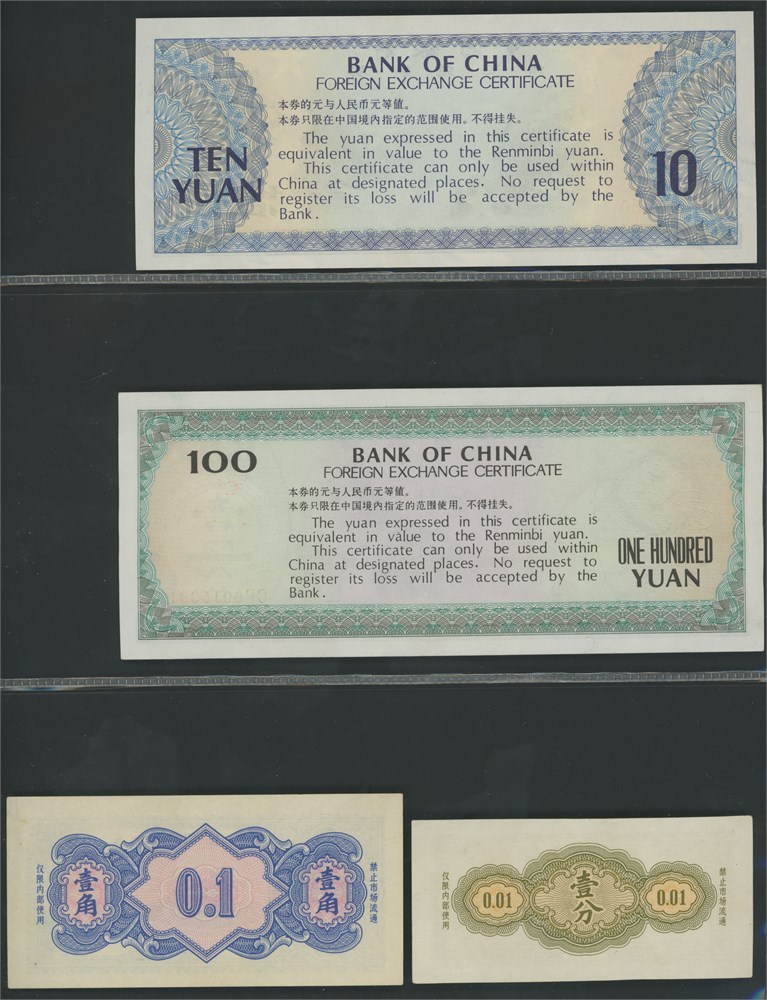 BANK OF CHINA
FOREIGN EXCHANGE CERTIFICATE
本券的元与人民币元等值。
本券只限在中国境内指定的范围使用。不得挂失。
The yuan expressed in this certificate is
equivalent in value to the Renminbi yuan.
This certificate can only be used within
China at designated places. No request to
register its loss will be accepted by the
Bank.
TEN
YUAN
10
100
BANK OF CHINA
FOREIGN EXCHANGE CERTIFICATE
本券的元与人民币元等值。
本券只限在中国境内指定的范围使用。不得挂失。
The yuan expressed in this certificate is
equivalent in value to the Renminbi yuan.
This certificate can only be used within
China at designated places. No request to
register its loss will be accepted by the
Bank.
ONE HUNDRED
YUAN
仅限内部使用
壹角
0.1
壹角
禁止市场流通
仅限内部使用
0.01
壹分
0.01
禁止市场流通